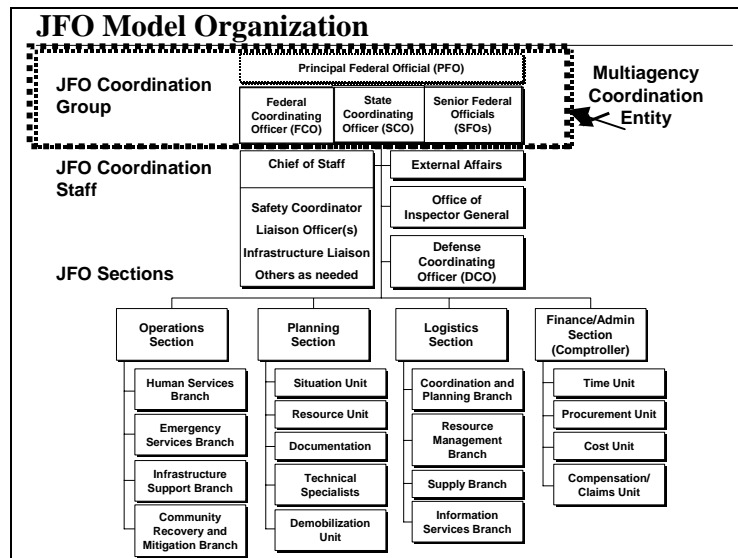 JFO Model Organization
Principal Federal Official (PFO)
JFO Coordination
Group
Federal
Coordinating
Officer (FCO)
State
Coordinating
Officer (SCO)
Senior Federal
Officials
(SFOs)
Multiagency
Coordination
Entity
JFO Coordination
Staff
Chief of Staff
Safety Coordinator
Liaison Officer(s)
Infrastructure Liaison
Others as needed
External Affairs
Office of
Inspector General
Defense
Coordinating
Officer (DCO)
JFO Sections
Operations
Section
Human Services
Branch
Emergency
Services Branch
Infrastructure
Support Branch
Community
Recovery and
Mitigation Branch
Planning
Section
Situation Unit
Resource Unit
Documentation
Technical
Specialists
Demobilization
Unit
Logistics
Section
Coordination and
Planning Branch
Resource
Management
Branch
Supply Branch
Information
Services Branch
Finance/Admin
Section
(Comptroller)
Time Unit
Procurement Unit
Cost Unit
Compensation/
Claims Unit